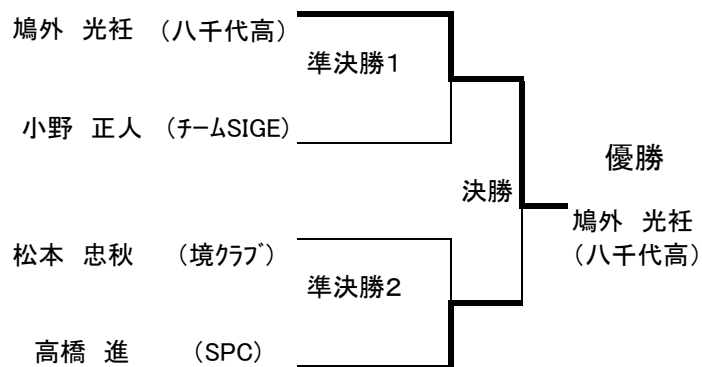 鳩外　光衽　（八千代高）
準決勝１
小野　正人　（ﾁｰﾑSIGE）
優勝
決勝
鳩外　光衽
（八千代高）
松本　忠秋　（境ｸﾗﾌﾞ）
準決勝２
高橋　進　（SPC）